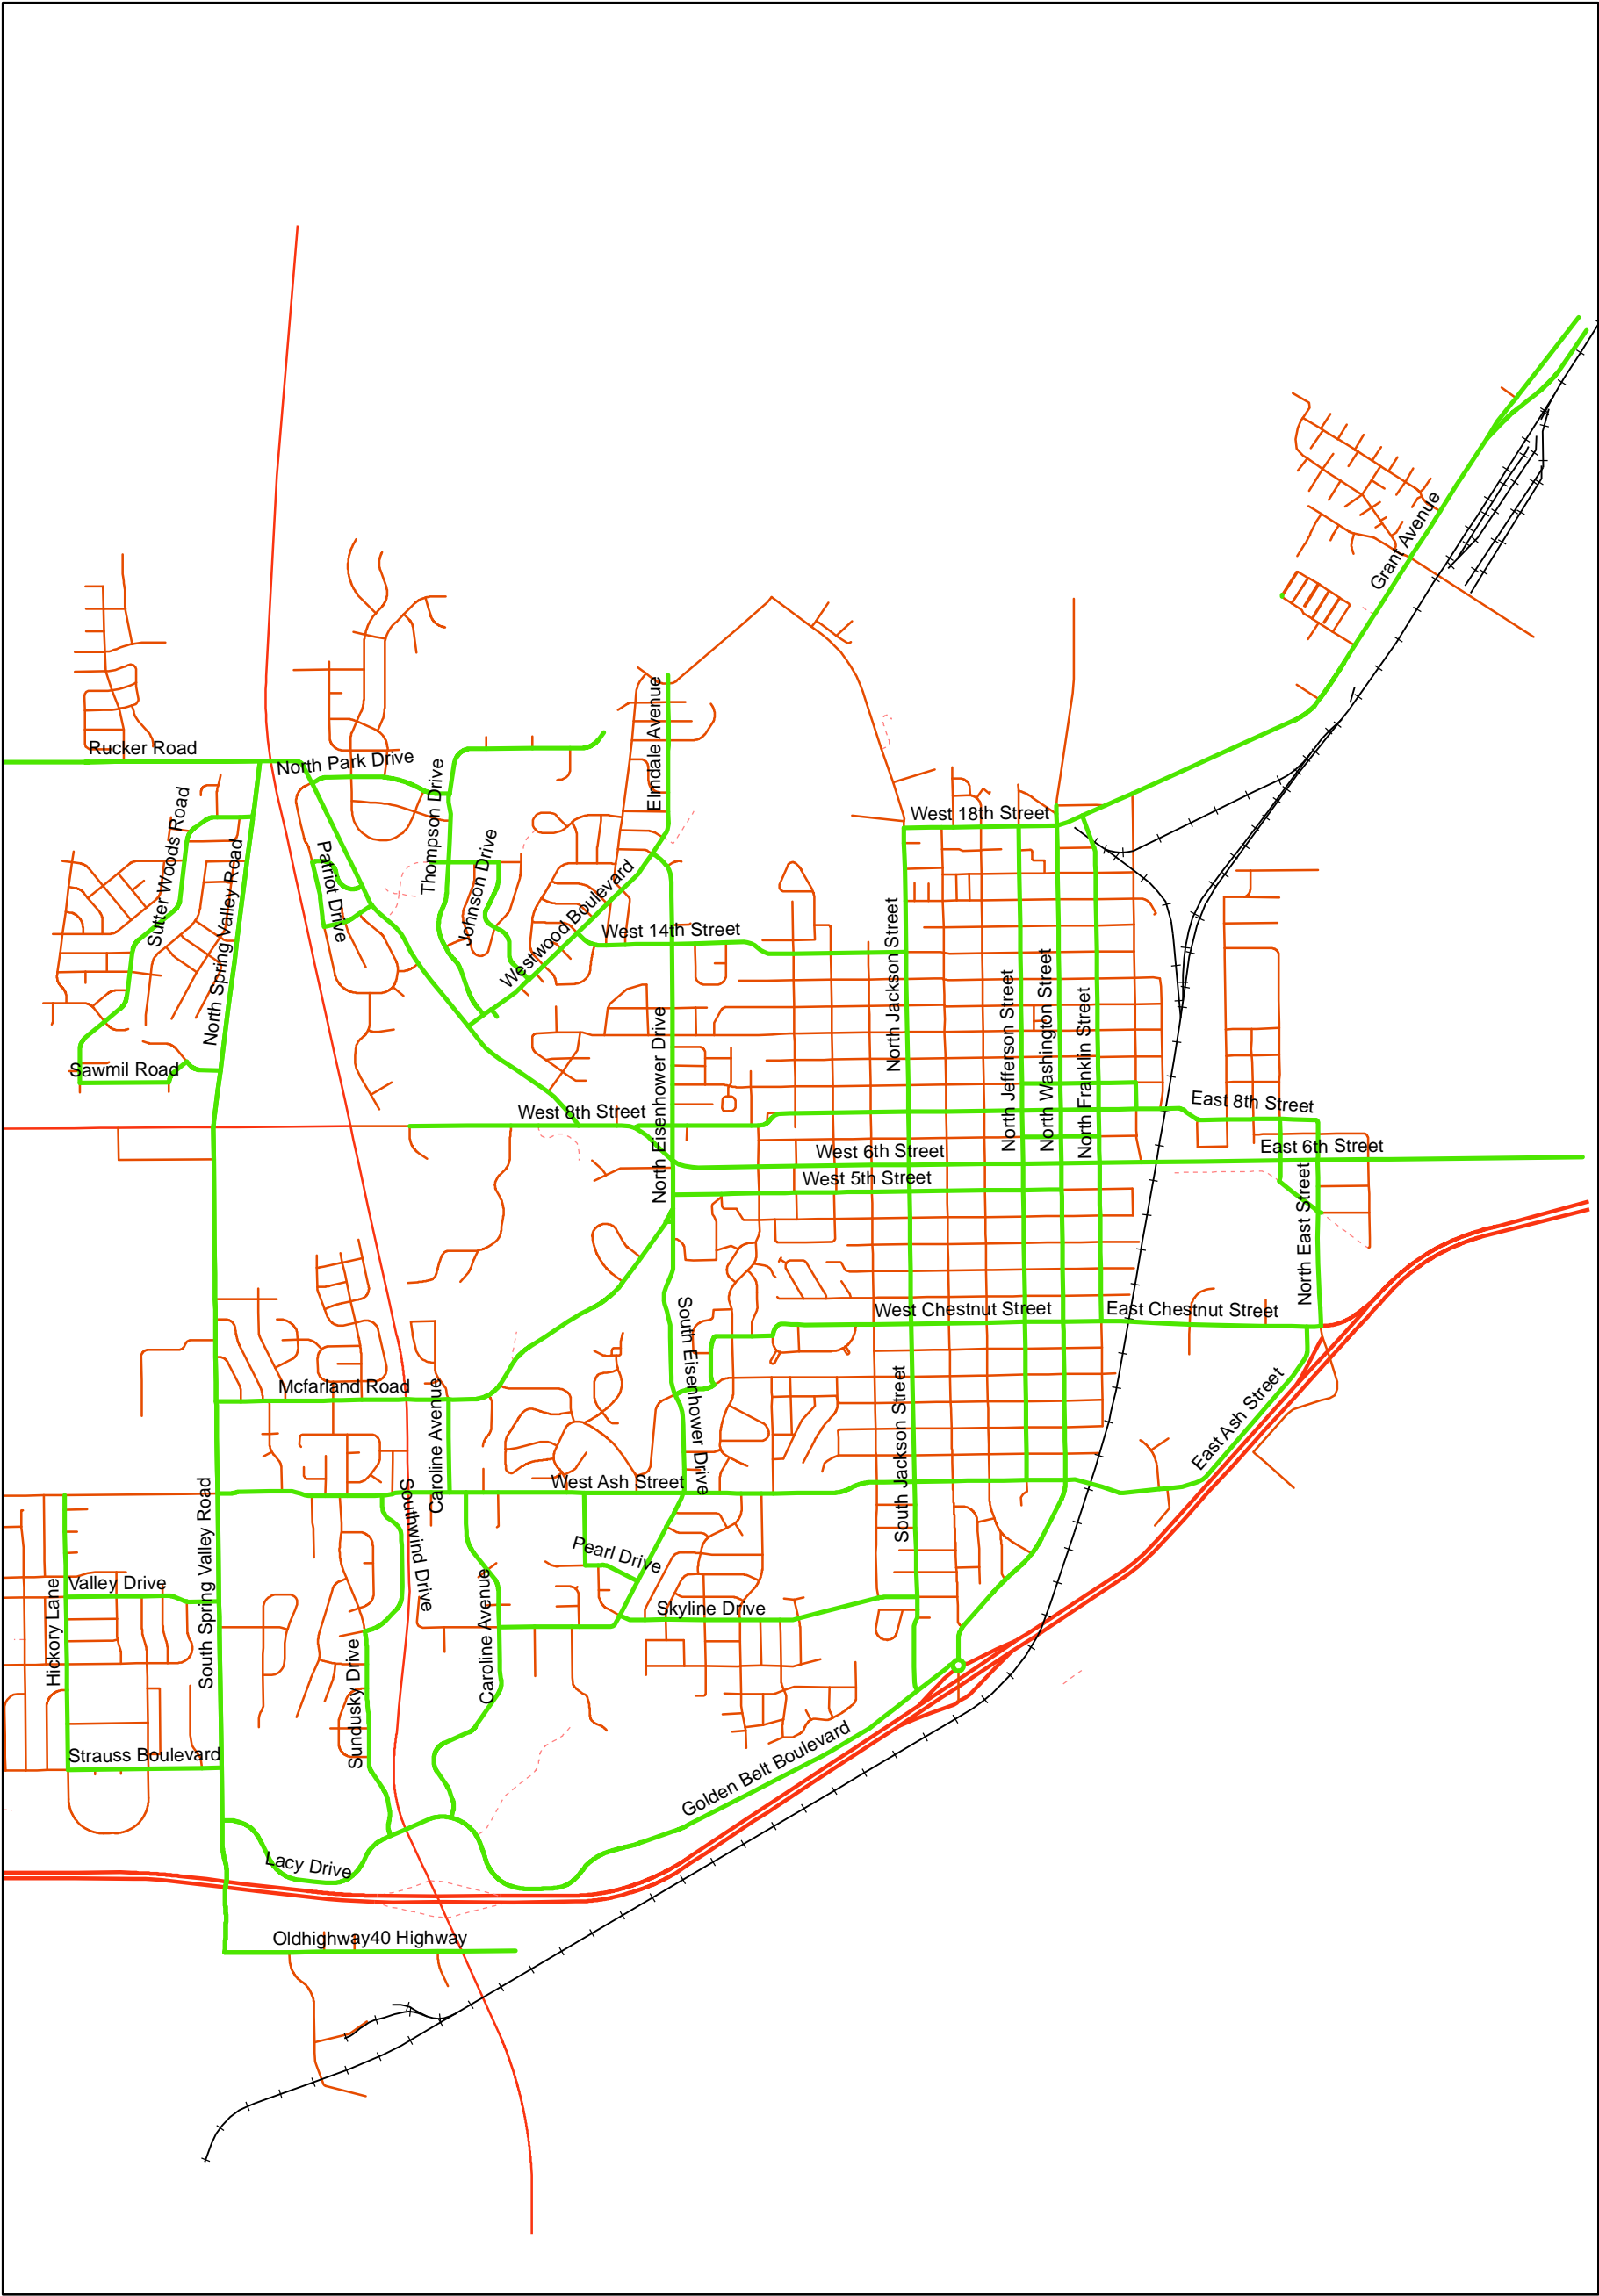 Grant Avenue
Elmdale Avenue
Rucker Road
North Park Drive
Thompson Drive
West 18th Street
Sutter Woods Road
North Spring Valley Road
Patriot Drive
Johnson Drive
Westwood Boulevard
West 14th Street
North Jackson Street
North Jefferson Street
North Washington Street
North Franklin Street
North Eisenhower Drive
Sawmil Road
West 8th Street
East 8th Street
West 6th Street
East 6th Street
West 5th Street
North East Street
West Chestnut Street
East Chestnut Street
South Eisenhower Drive
Mcfarland Road
Caroline Avenue
South Jackson Street
East Ash Street
West Ash Street
South Spring Valley Road
Southwind Drive
Pearl Drive
Valley Drive
Hickory Lane
Caroline Avenue
Skyline Drive
Sundusky Drive
Strauss Boulevard
Golden Belt Boulevard
Lacy Drive
Oldhighway40 Highway